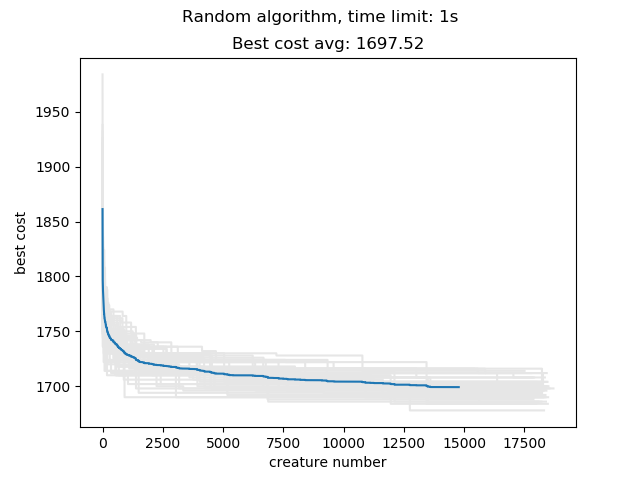 Random algorithm, time limit: 1s
Best cost avg: 1697.52
1950
1900
1850
1800
1750
1700
best cost
0 2500 5000 7500 10000 12500 15000 17500
creature number